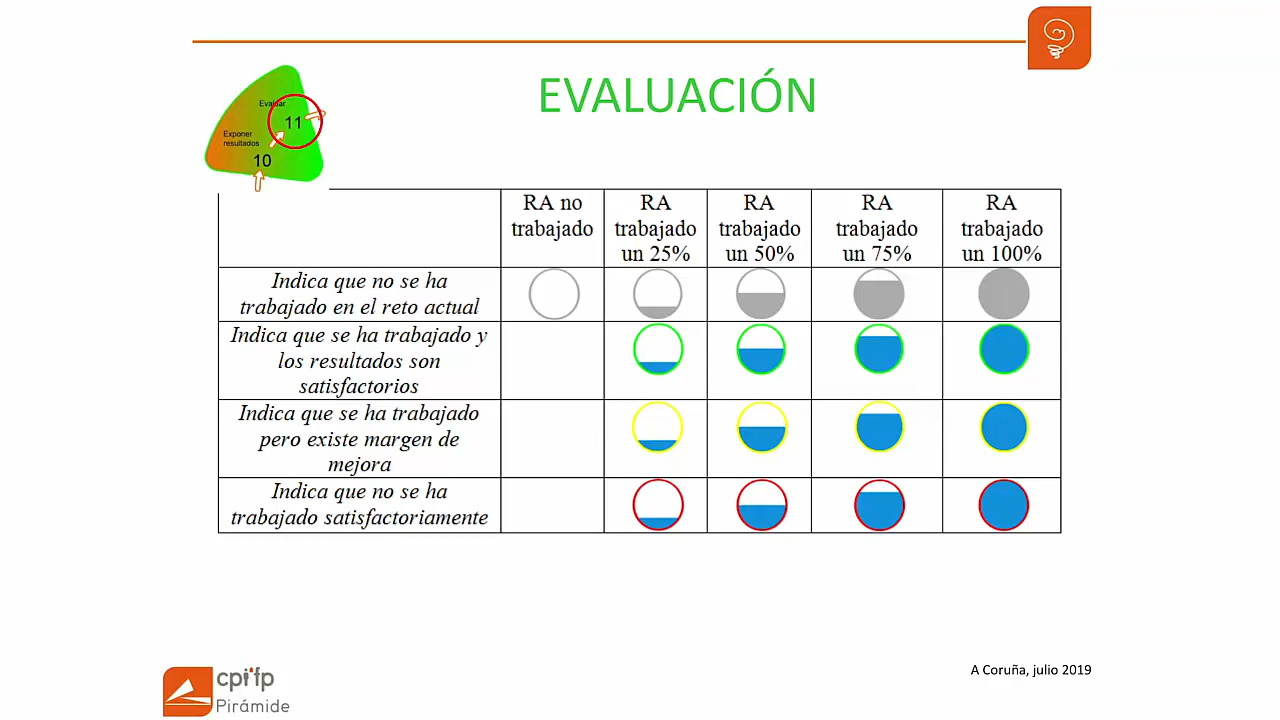 EVALUACIÓN
Evaluar
11
Exponer
resultados
10
RA no
trabajado
RA
trabajado
un 25%
RA
trabajado
un 50%
RA
trabajado
un 75%
RA
trabajado
un 100%
Indica que no se ha
trabajado en el reto actual
Indica que se ha trabajado y
los resultados son
satisfactorios
Indica que se ha trabajado
pero existe margen de
mejora
Indica que no se ha
trabajado satisfactoriamente
A Coruña, julio 2019
cpifp
Pirámide